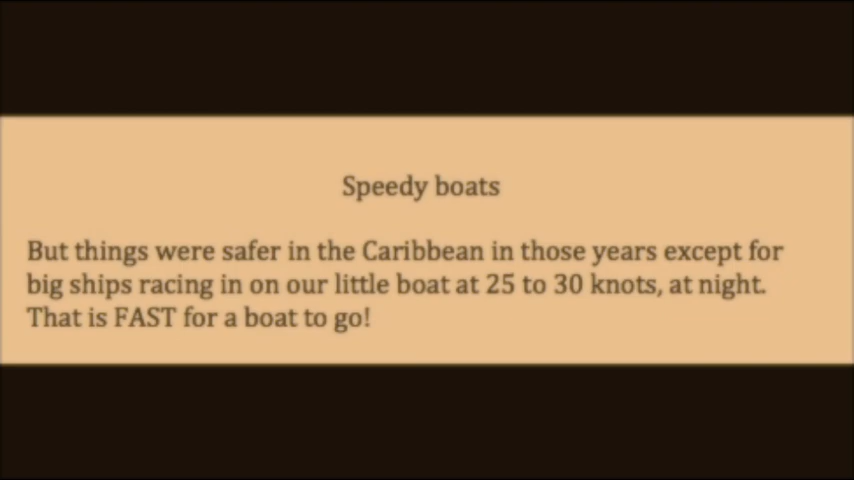 Speedy boats
But things were safer in the Caribbean in those years except for
big ships racing in on our little boat at 25 to 30 knots, at night.
That is FAST for a boat to go!